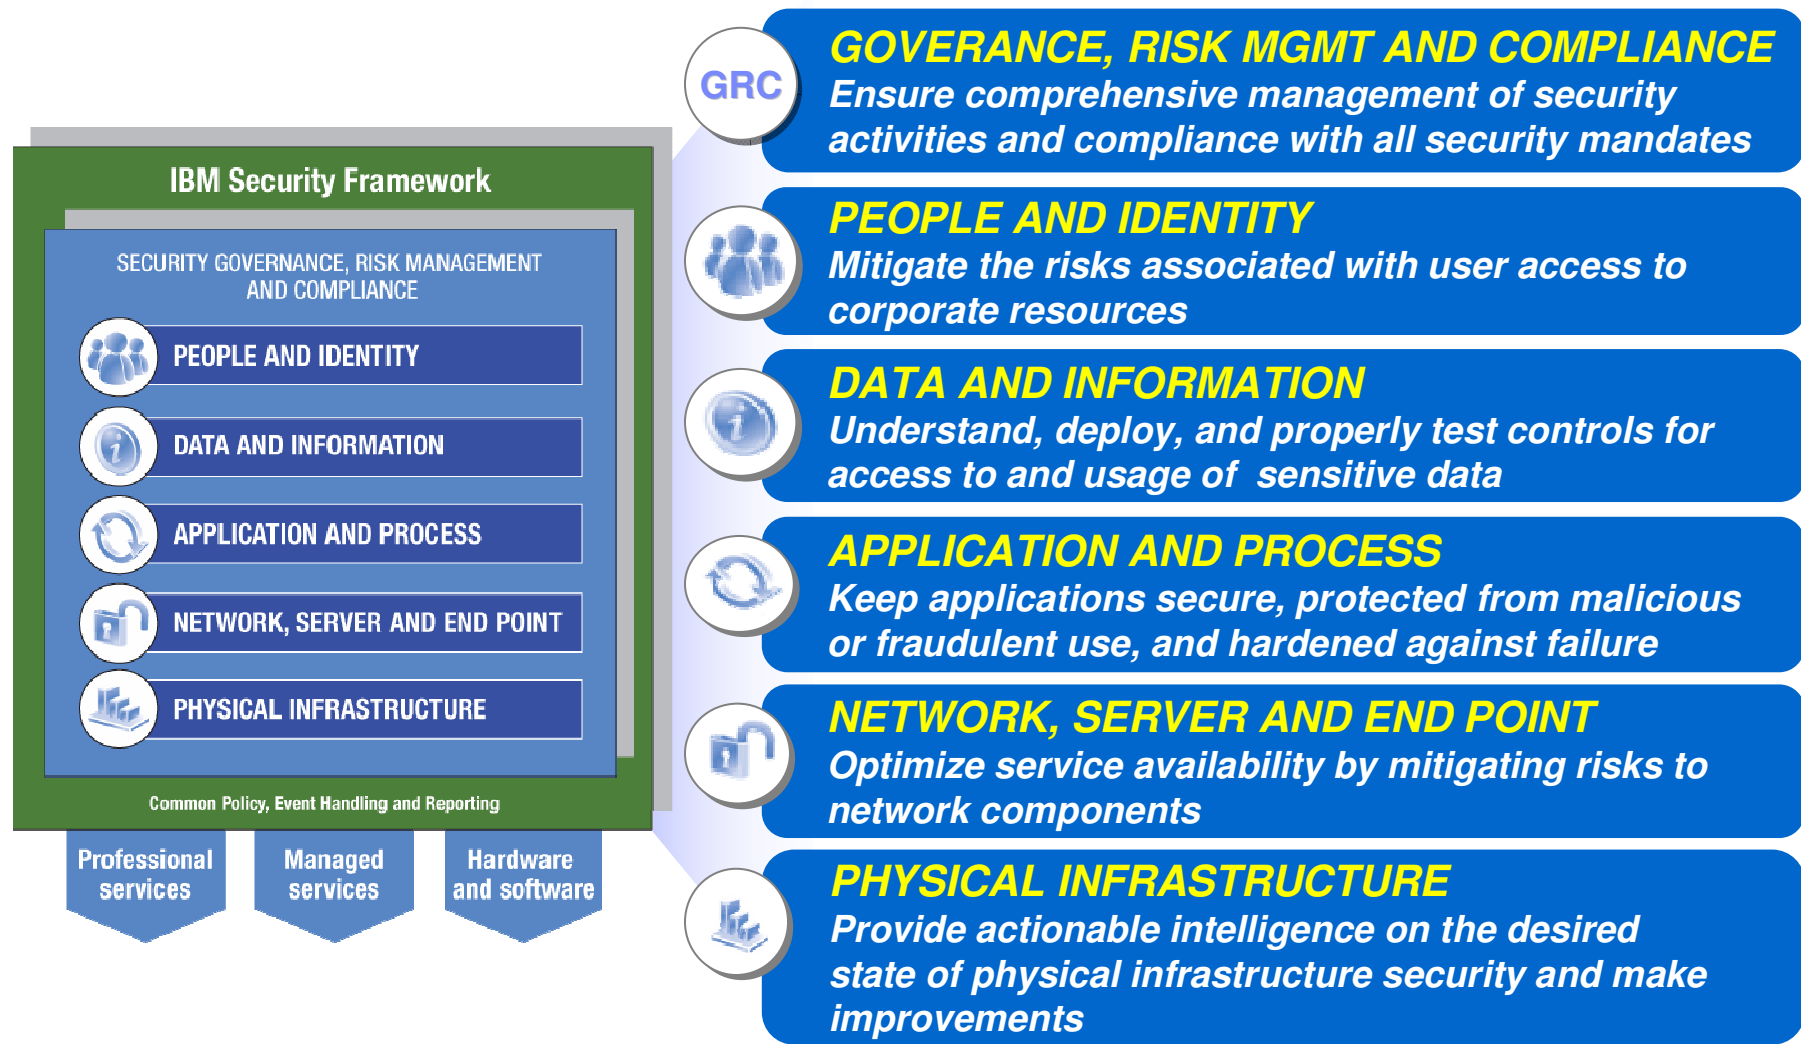 IBM Security Framework
SECURITY GOVERNANCE, RISK MANAGEMENT
AND COMPLIANCE
PEOPLE AND IDENTITY
DATA AND INFORMATION
APPLICATION AND PROCESS
NETWORK, SERVER AND END POINT
PHYSICAL INFRASTRUCTURE
Common Policy, Event Handling and Reporting
Professional
services
Managed
services
Hardware
and software
GRC
GOVERANCE, RISK MGMT AND COMPLIANCE
Ensure comprehensive management of security
activities and compliance with all security mandates
PEOPLE AND IDENTITY
Mitigate the risks associated with user access to
corporate resources
DATA AND INFORMATION
Understand, deploy, and properly test controls for
access to and usage of sensitive data
APPLICATION AND PROCESS
Keep applications secure, protected from malicious
or fraudulent use, and hardened against failure
NETWORK, SERVER AND END POINT
Optimize service availability by mitigating risks to
network components
PHYSICAL INFRASTRUCTURE
Provide actionable intelligence on the desired
state of physical infrastructure security and make
improvements